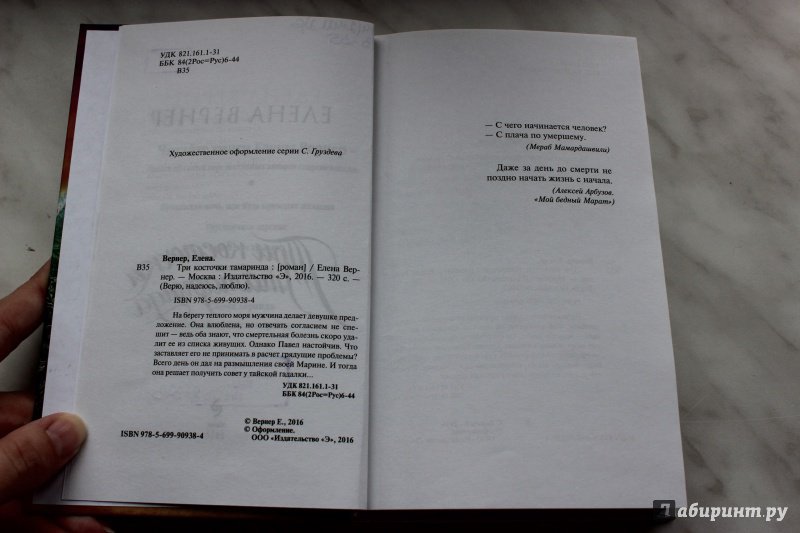 УДК 821.161.1-31
ББК 84(2Рос=Рус)6-44
В35
Художественное оформление серии С. Груздева
Вернер, Елена.
В35 Три косточки тамаринда : [роман] / Елена Вер-
нер. — Москва : Издательство «Э», 2016. — 320 с. —
(Верю, надеюсь, люблю).
ISBN 978-5-699-90938-4
На берегу теплого моря мужчина делает девушке пред-
ложение. Она влюблена, но отвечать согласием не спе-
шит — ведь оба знают, что смертельная болезнь скоро уда-
лит ее из списка живущих. Однако Павел настойчив. Что
заставляет его не принимать в расчет грядущие проблемы?
Всего день он дал на размышления своей Марине. И тогда
она решает получить совет у тайской гадалки...
УДК 821.161.1-31
ББК 84(2Рос=Рус)6-44
© Вернер Е., 2016
© Оформление.
ISBN 978-5-699-90938-4 ООО «Издательство «Э», 2016
— С чего начинается человек?
— С плача по умершему.
(Мераб Мамардашвили)
Даже за день до смерти не
поздно начать жизнь с начала.
(Алексей Арбузов.
«Мой бедный Марат»)
Лабиринт.ру